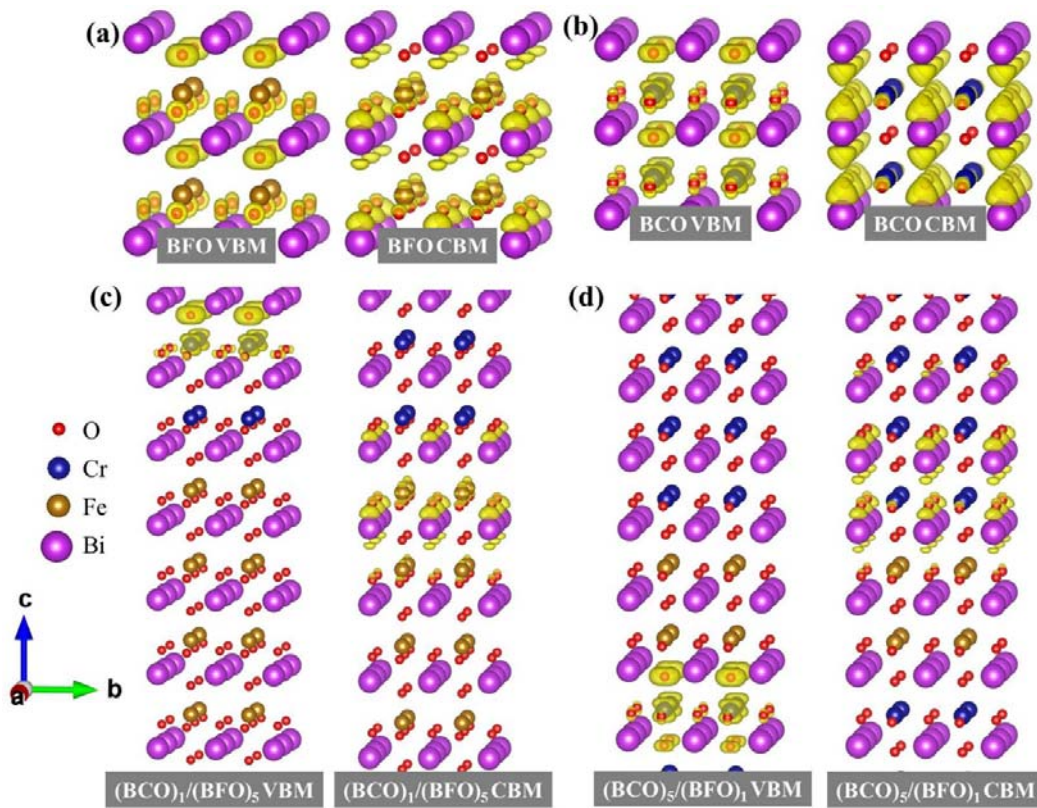 (a)
(b)
BFO VBM
BFO CBM
BCO VBM
BCO CBM
(c)
(d)
O
Cr
Fe
Bi
c
a
b
(BCO)₁/(BFO)₅ VBM
(BCO)₁/(BFO)₅ CBM
(BCO)₅/(BFO)₁ VBM
(BCO)₅/(BFO)₁ CBM